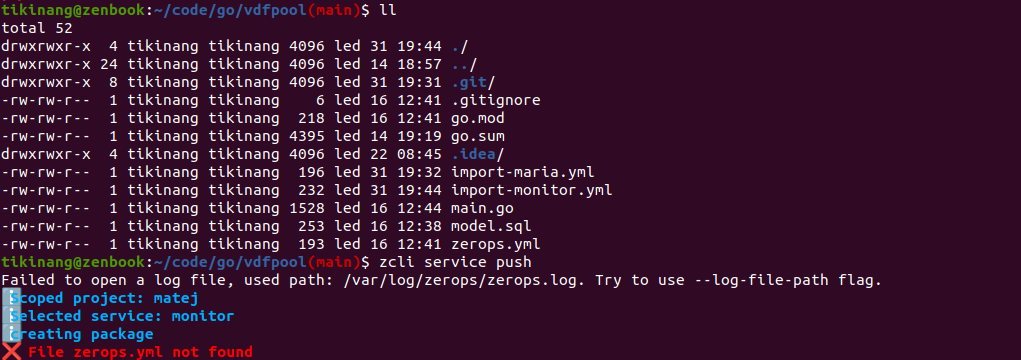 tikinang@zenbook:~/code/go/vdfpool(main)$ ll
total 52
drwxrwxr-x  4 tikinang tikinang 4096 led 31 19:44 ./
drwxrwxr-x 24 tikinang tikinang 4096 led 14 18:57 ../
drwxrwxr-x  8 tikinang tikinang 4096 led 31 19:31 .git/
-rw-rw-r--  1 tikinang tikinang    6 led 16 12:41 .gitignore
-rw-rw-r--  1 tikinang tikinang  218 led 16 12:41 go.mod
-rw-rw-r--  1 tikinang tikinang 4395 led 14 19:19 go.sum
drwxrwxr-x  4 tikinang tikinang 4096 led 22 08:45 .idea/
-rw-rw-r--  1 tikinang tikinang  196 led 31 19:32 import-maria.yml
-rw-rw-r--  1 tikinang tikinang  232 led 31 19:44 import-monitor.yml
-rw-rw-r--  1 tikinang tikinang 1528 led 16 12:44 main.go
-rw-rw-r--  1 tikinang tikinang  253 led 16 12:38 model.sql
-rw-rw-r--  1 tikinang tikinang  193 led 16 12:41 zerops.yml
tikinang@zenbook:~/code/go/vdfpool(main)$ zcli service push
Failed to open a log file, used path: /var/log/zerops/zerops.log. Try to use --log-file-path flag.
Scoped project: matej
Selected service: monitor
creating package
❌ File zerops.yml not found